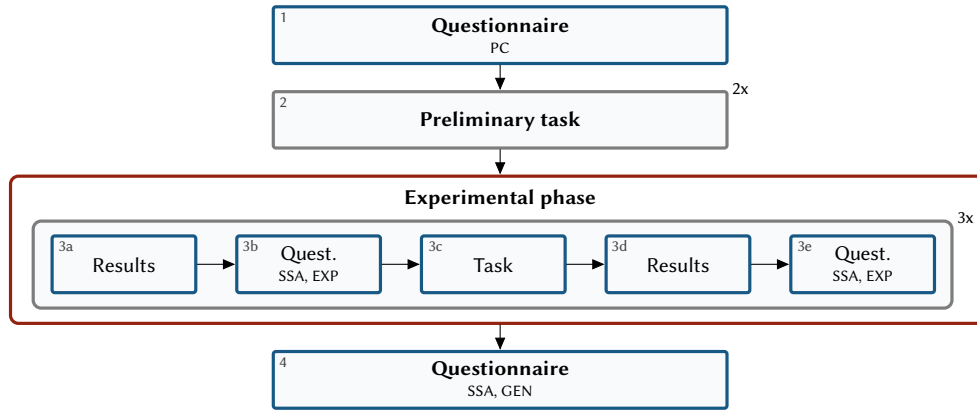 1
Questionnaire
PC
2
2x
Preliminary task
Experimental phase
3x
3a
Results
3b
Quest.
SSA, EXP
3c
Task
3d
Results
3e
Quest.
SSA, EXP
4
Questionnaire
SSA, GEN